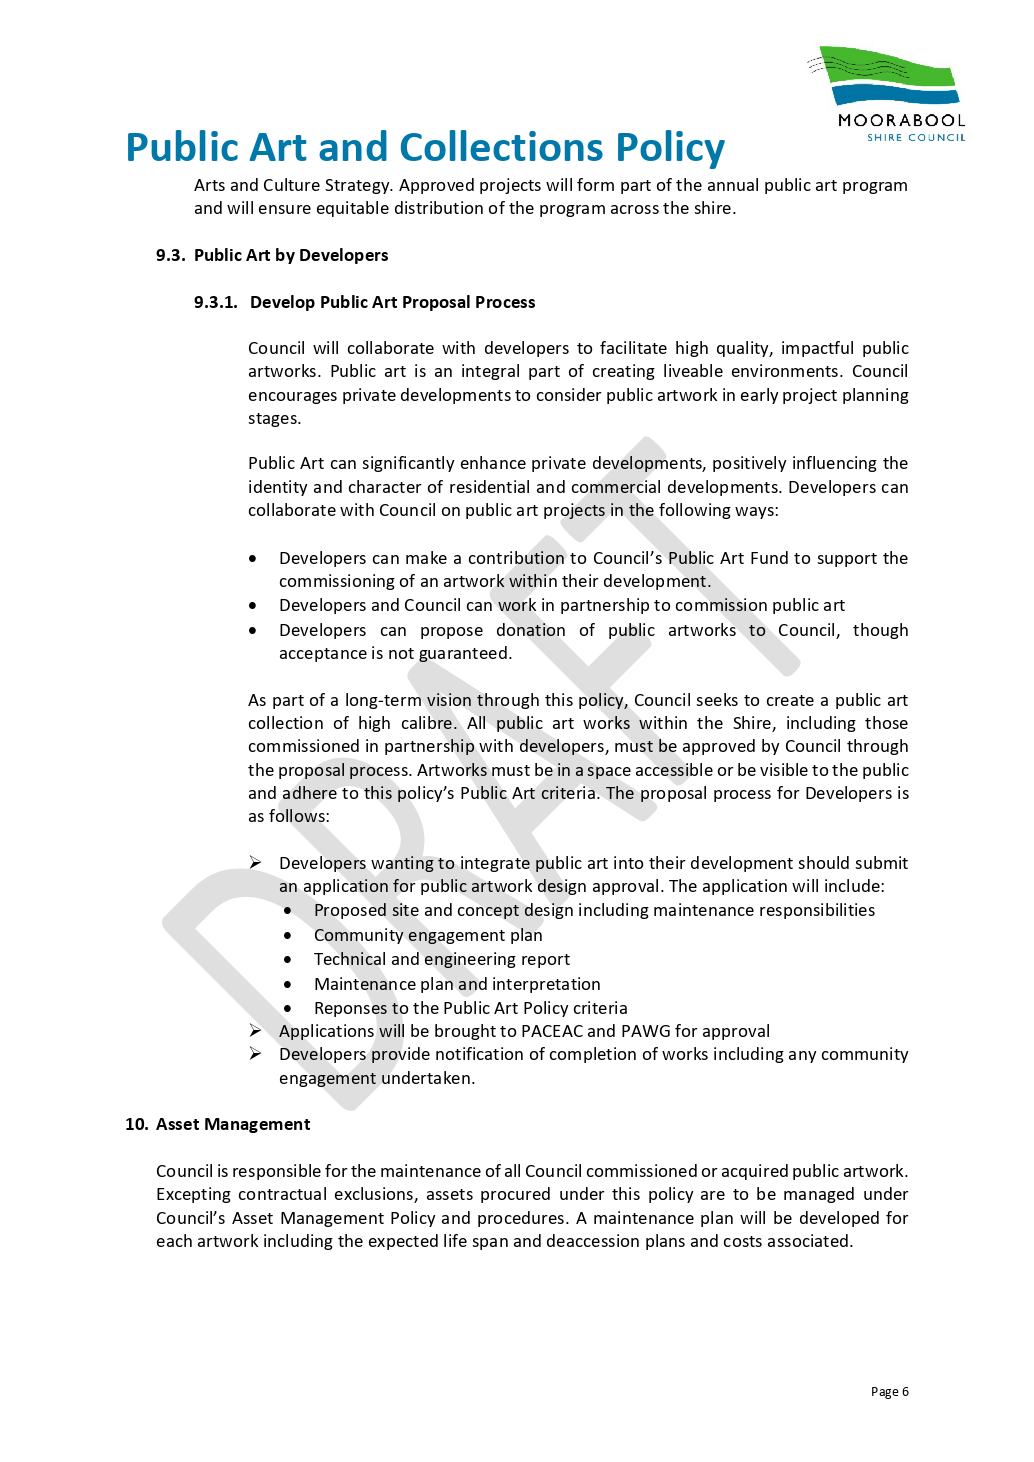 MOORABOOL
SHIRE COUNCIL
Public Art and Collections Policy
Arts and Culture Strategy. Approved projects will form part of the annual public art program
and will ensure equitable distribution of the program across the shire.
9.3. Public Art by Developers
9.3.1. Develop Public Art Proposal Process
Council will collaborate with developers to facilitate high quality, impactful public
artworks. Public art is an integral part of creating liveable environments. Council
encourages private developments to consider public artwork in early project planning
stages.
Public Art can significantly enhance private developments, positively influencing the
identity and character of residential and commercial developments. Developers can
collaborate with Council on public art projects in the following ways:
• Developers can make a contribution to Council’s Public Art Fund to support the
commissioning of an artwork within their development.
• Developers and Council can work in partnership to commission public art
• Developers can propose donation of public artworks to Council, though
acceptance is not guaranteed.
As part of a long-term vision through this policy, Council seeks to create a public art
collection of high calibre. All public art works within the Shire, including those
commissioned in partnership with developers, must be approved by Council through
the proposal process. Artworks must be in a space accessible or be visible to the public
and adhere to this policy’s Public Art criteria. The proposal process for Developers is
as follows:
➢ Developers wanting to integrate public art into their development should submit
an application for public artwork design approval. The application will include:
• Proposed site and concept design including maintenance responsibilities
• Community engagement plan
• Technical and engineering report
• Maintenance plan and interpretation
• Reponses to the Public Art Policy criteria
➢ Applications will be brought to PACEAC and PAWG for approval
➢ Developers provide notification of completion of works including any community
engagement undertaken.
10. Asset Management
Council is responsible for the maintenance of all Council commissioned or acquired public artwork.
Excepting contractual exclusions, assets procured under this policy are to be managed under
Council’s Asset Management Policy and procedures. A maintenance plan will be developed for
each artwork including the expected life span and deaccession plans and costs associated.
Page 6
DRAFT